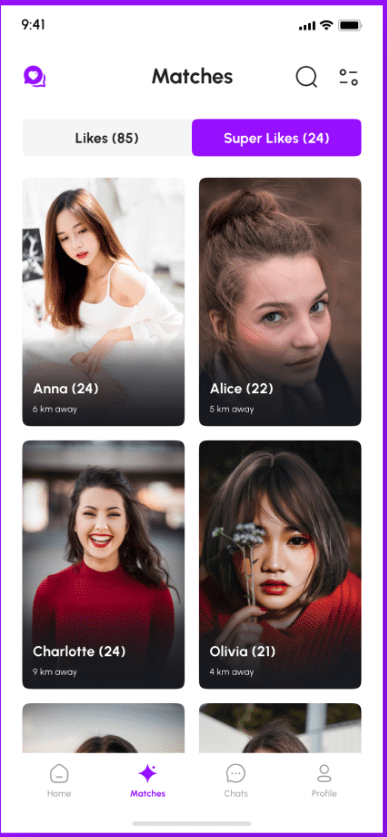 9:41
Matches
Likes (85)
Super Likes (24)
Anna (24)
6 km away
Alice (22)
5 km away
Charlotte (24)
9 km away
Olivia (21)
4 km away
Home
Matches
Chats
Profile